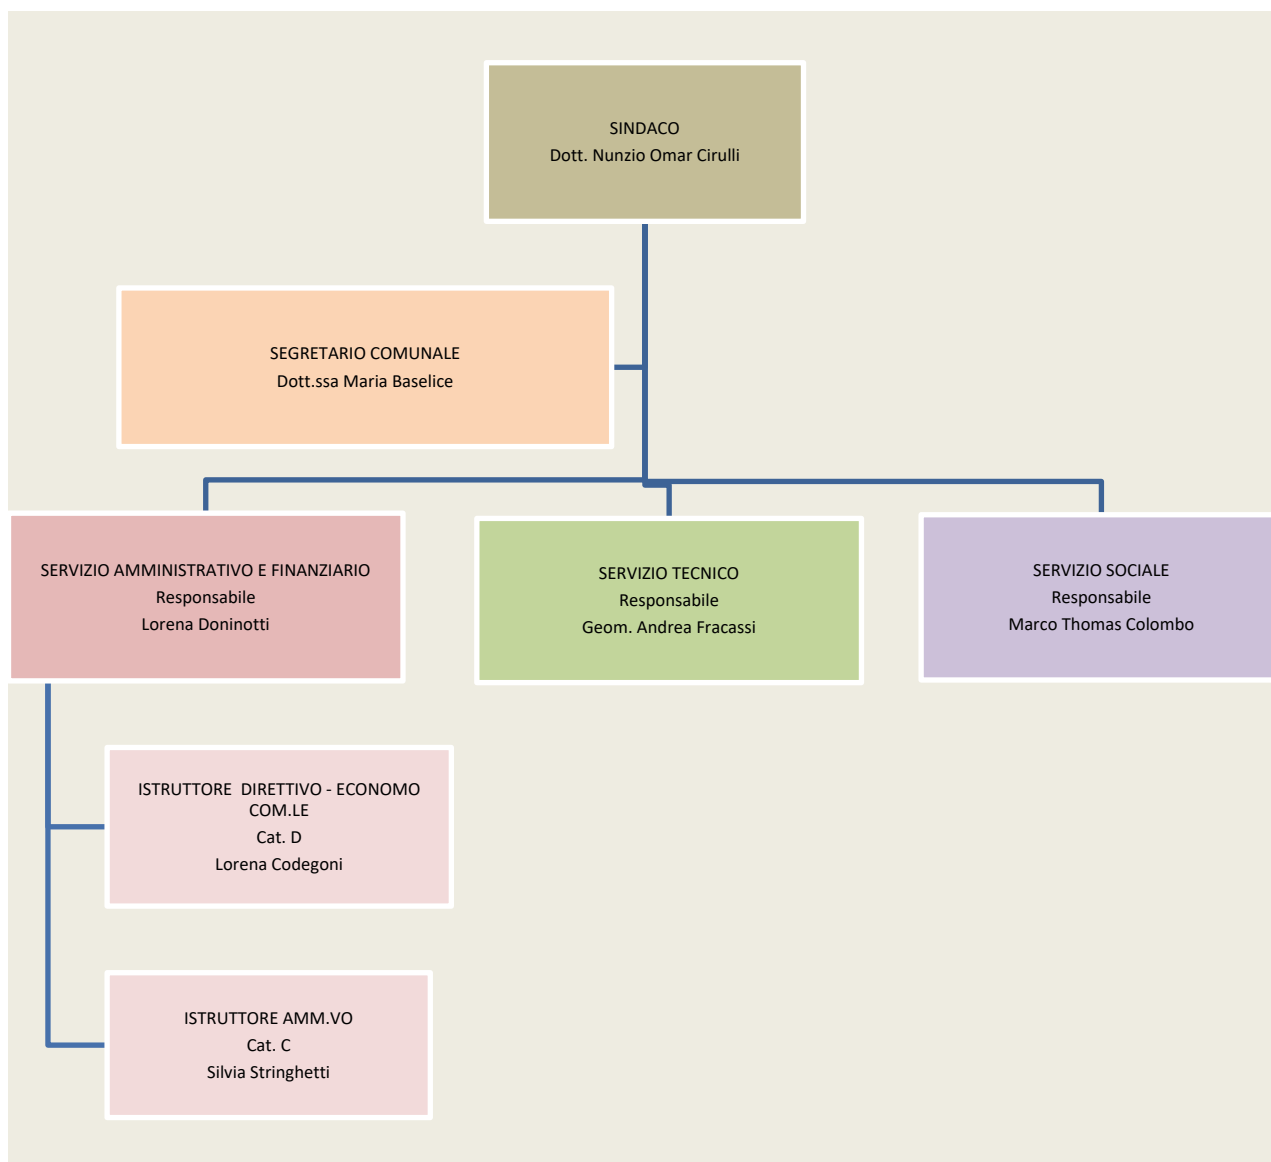 SINDACO
Dott. Nunzio Omar Cirulli
SEGRETARIO COMUNALE
Dott.ssa Maria Baselice
SERVIZIO AMMINISTRATIVO E FINANZIARIO
Responsabile
Lorena Doninotti
SERVIZIO TECNICO
Responsabile
Geom. Andrea Fracassi
SERVIZIO SOCIALE
Responsabile
Marco Thomas Colombo
ISTRUTTORE  DIRETTIVO - ECONOMO
COM.LE
Cat. D
Lorena Codegoni
ISTRUTTORE AMM.VO
Cat. C
Silvia Stringhetti